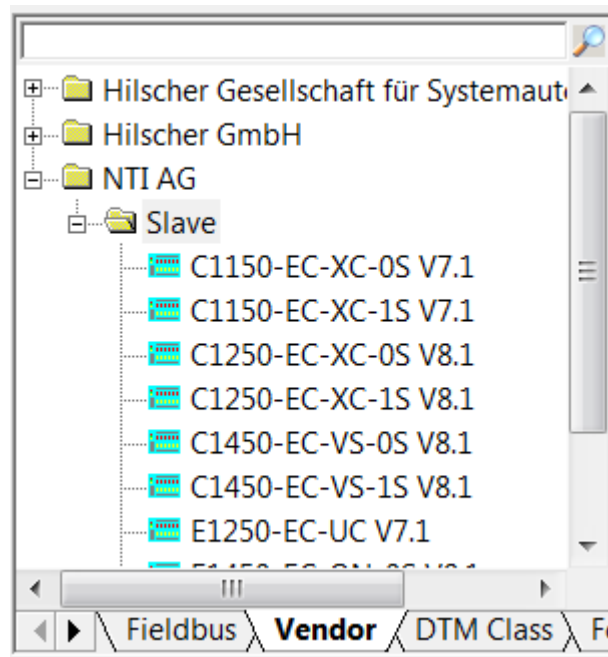 Hilscher Gesellschaft für Systemaut
Hilscher GmbH
NTI AG
Slave
C1150-EC-XC-0S V7.1
C1150-EC-XC-1S V7.1
C1250-EC-XC-0S V8.1
C1250-EC-XC-1S V8.1
C1450-EC-VS-0S V8.1
C1450-EC-VS-1S V8.1
E1250-EC-UC V7.1
Fieldbus Vendor DTM Class